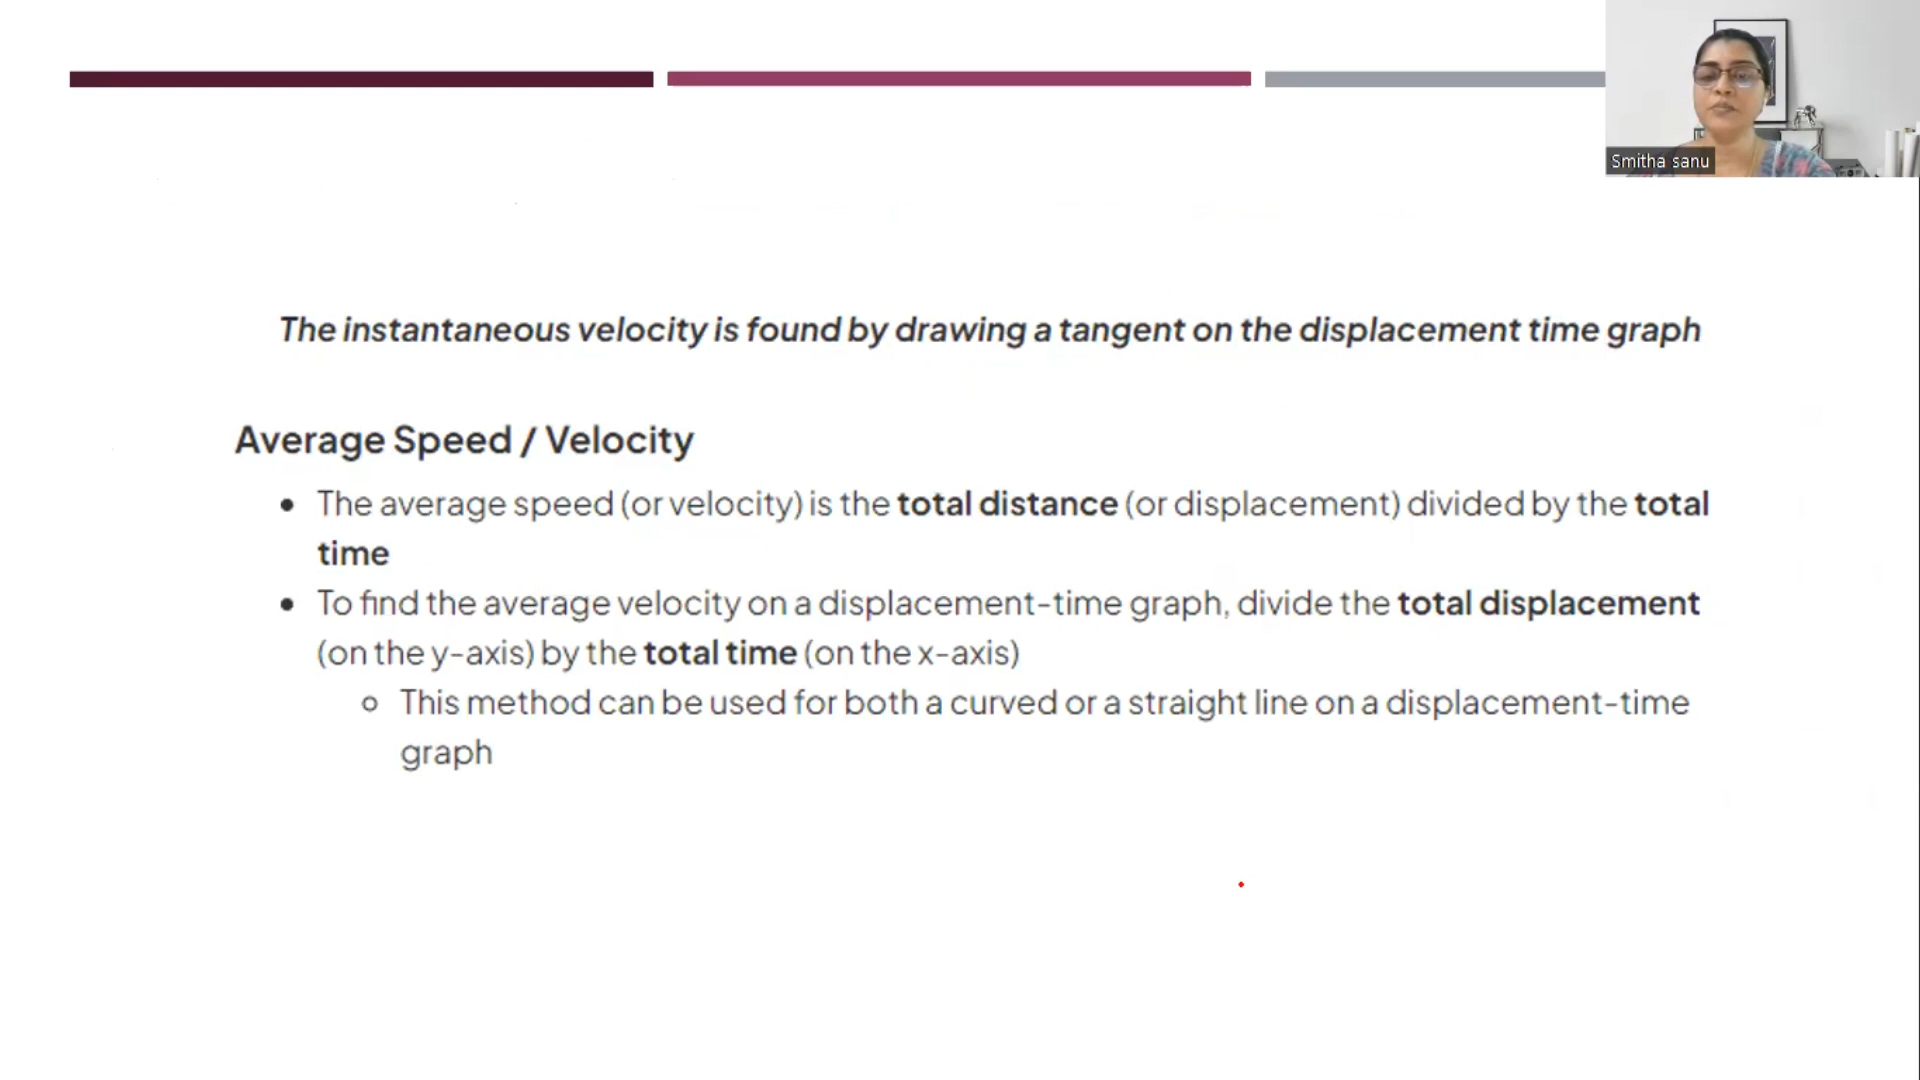 Smitha sanu
The instantaneous velocity is found by drawing a tangent on the displacement time graph
Average Speed / Velocity
• The average speed (or velocity) is the total distance (or displacement) divided by the total
time
• To find the average velocity on a displacement-time graph, divide the total displacement
(on the y-axis) by the total time (on the x-axis)
○ This method can be used for both a curved or a straight line on a displacement-time
graph